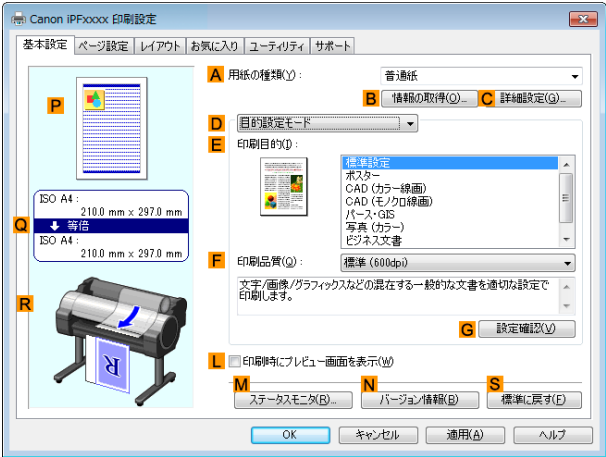 Canon iPFxxxx 印刷設定
基本設定 ページ設定 レイアウト お気に入り ユーティリティ サポート
A 用紙の種類(Y): 普通紙
P
B 情報の取得(O)... C 詳細設定(G)...
D 目的設定モード
E 印刷目的(I):
標準設定
ポスター
CAD (カラー線画)
CAD (モノクロ線画)
パース・GIS
写真 (カラー)
ビジネス文書
ISO A4 :
210.0 mm x 297.0 mm
Q 等倍
ISO A4 :
210.0 mm x 297.0 mm
F 印刷品質(Q): 標準 (600dpi)
文字/画像/グラフィックスなどの混在する一般的な文書を適切な設定で
印刷します。
R
G 設定確認(V)
L 印刷時にプレビュー画面を表示(W)
R
M ステータスモニタ(R)...
N バージョン情報(B)
S 標準に戻す(F)
OK キャンセル 適用(A) ヘルプ